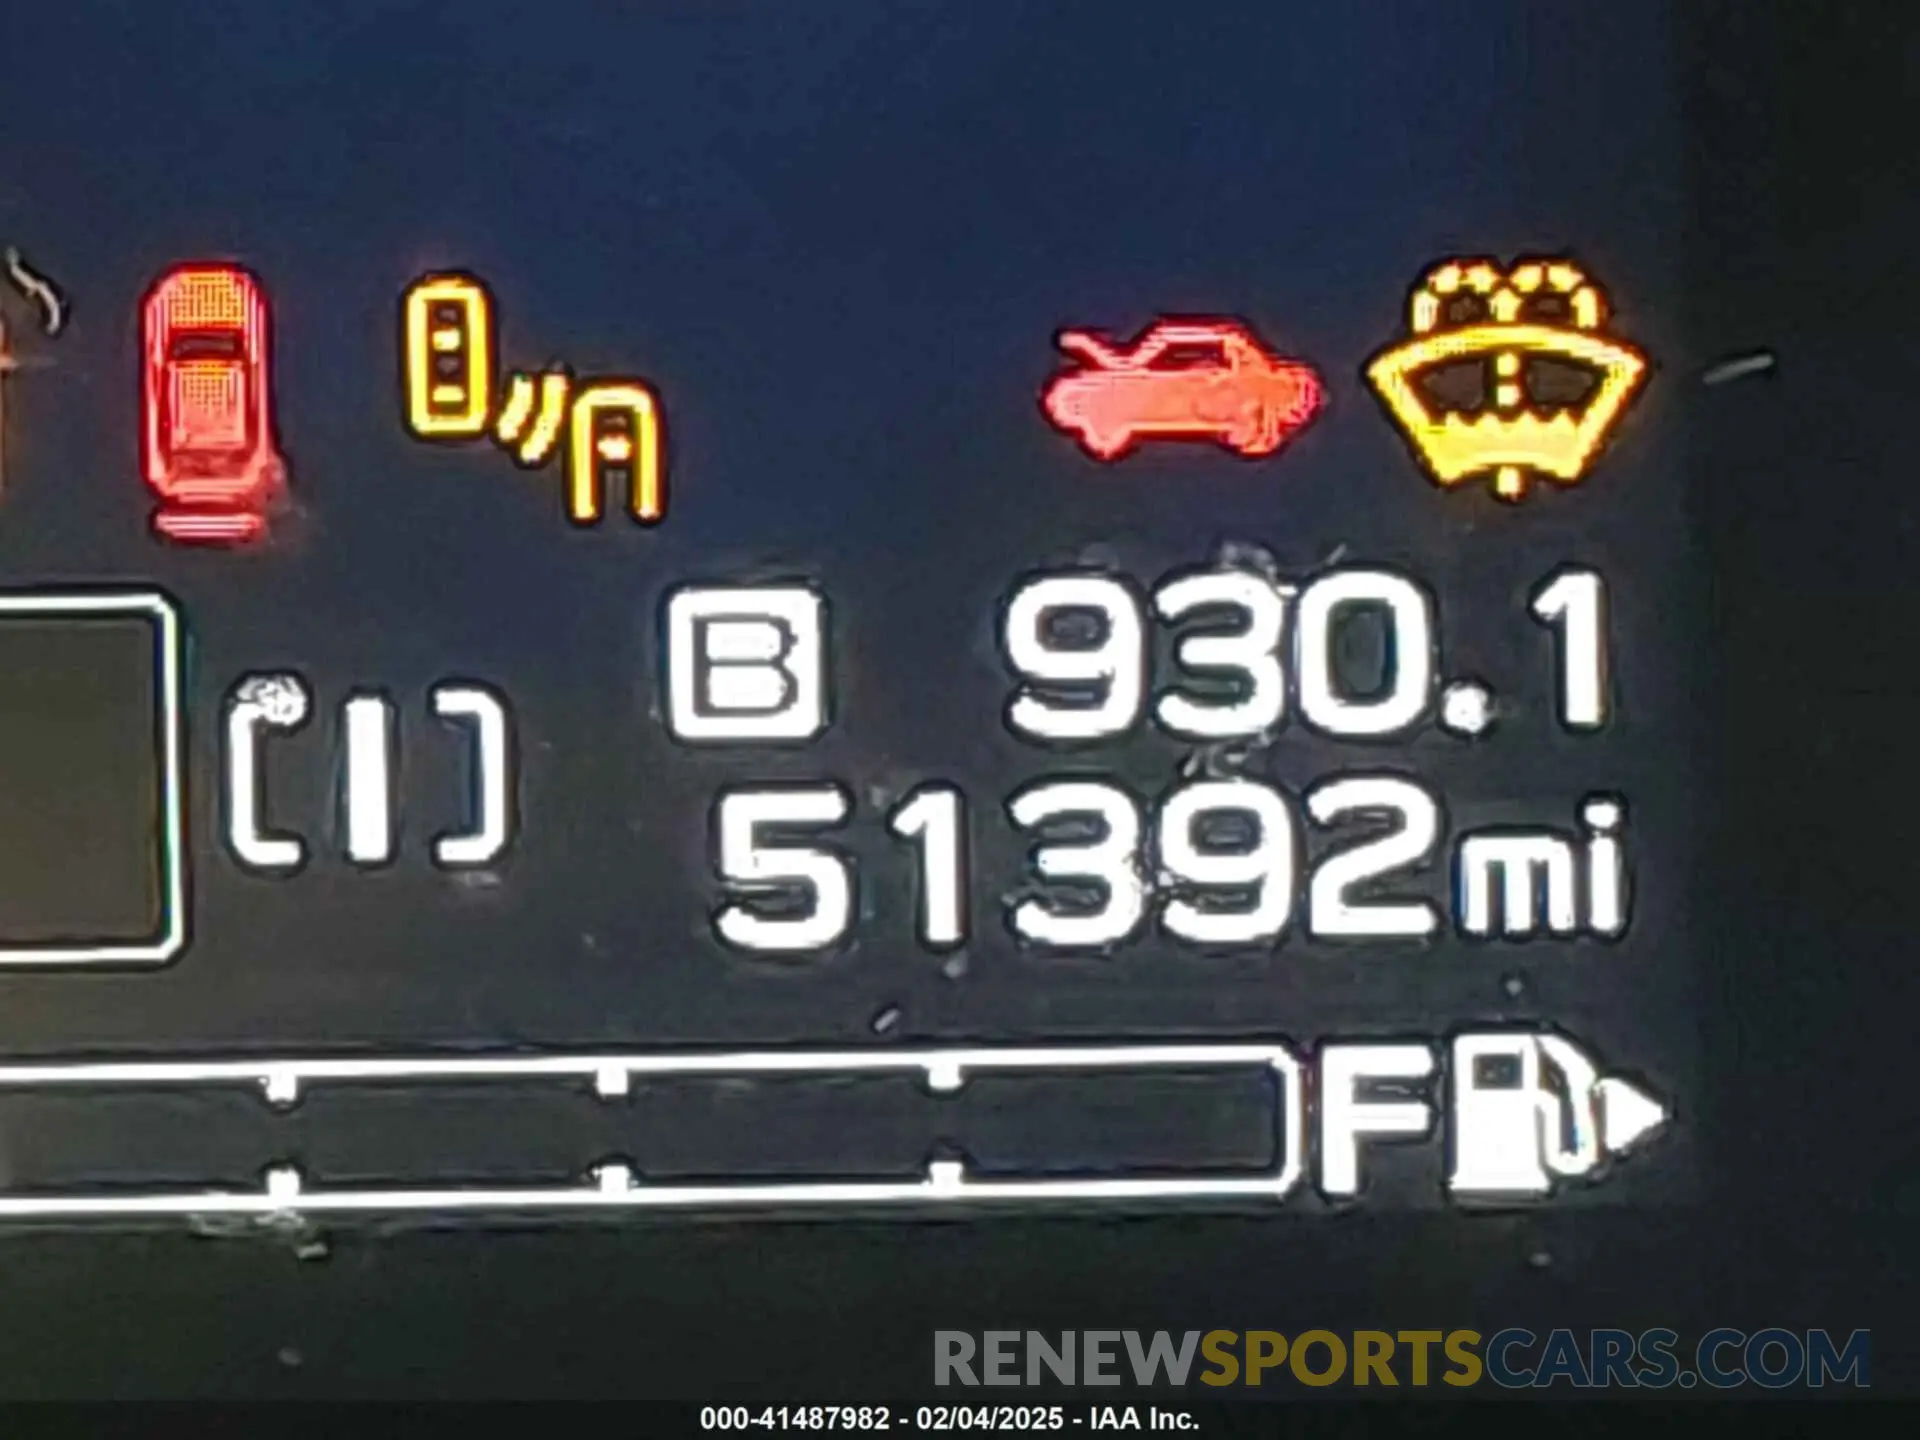 B 930.1
(I)
51392mi
F
RENEWSPORTSCARS.COM
000-41487982 - 02/04/2025 - IAA Inc.